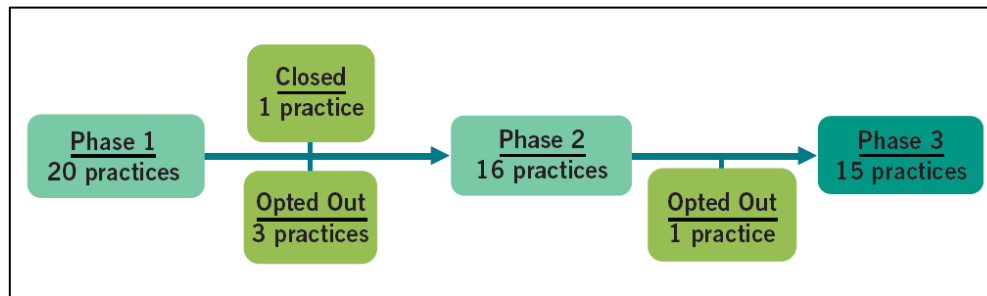 Phase 1
20 practices
Closed
1 practice
Opted Out
3 practices
Phase 2
16 practices
Opted Out
1 practice
Phase 3
15 practices